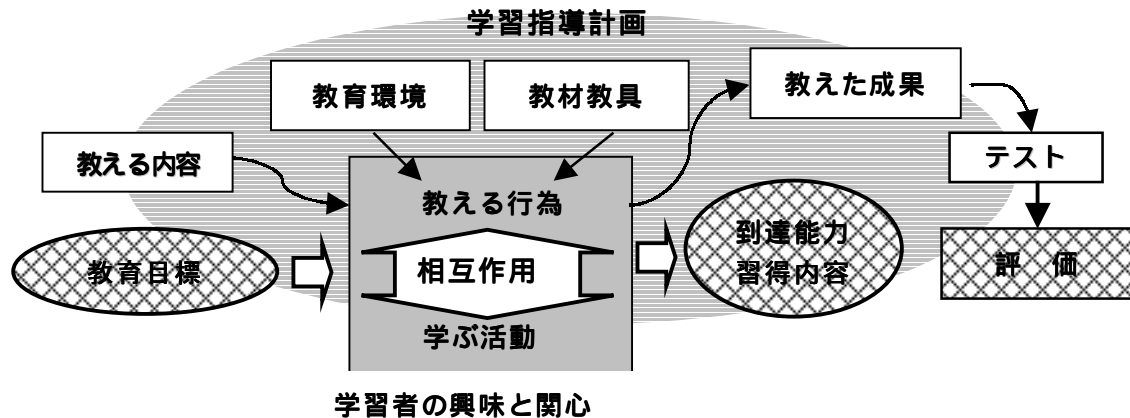 学習指導計画
教育環境
教材教具
教えた成果
教える内容
テスト
教える行為
教育目標
相互作用
到達能力
習得内容
評　価
学ぶ活動
学習者の興味と関心